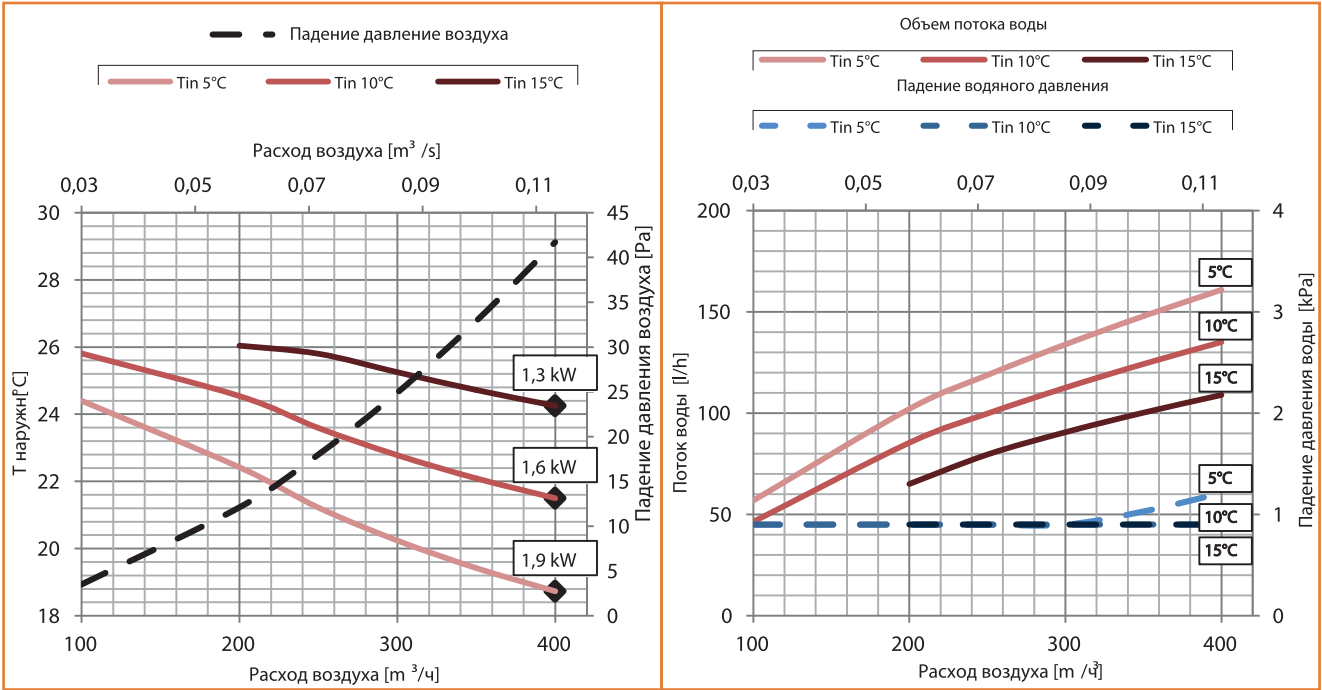 Падение давление воздуха
Tin 5°C Tin 10°C Tin 15°C
Расход воздуха [m³ /s]
0,03 0,05 0,07 0,09 0,11
30
28
26
24
22
20
18
T наружн[°C]
45
40
35
30
25
20
15
10
5
0
Падение давления воздуха [Pa]
1,3 kW
1,6 kW
1,9 kW
100 200 300 400
Расход воздуха [m ³/ч]
Объем потока воды
Tin 5°C Tin 10°C Tin 15°C
Падение водяного давления
Tin 5°C Tin 10°C Tin 15°C
0,03 0,05 0,07 0,09 0,11
200
150
100
50
0
Поток воды [l/h]
4
3
2
1
0
Падение давления воды [kPa]
5°C
10°C
15°C
5°C
10°C
15°C
100 200 300 400
Расход воздуха [m /ч³]